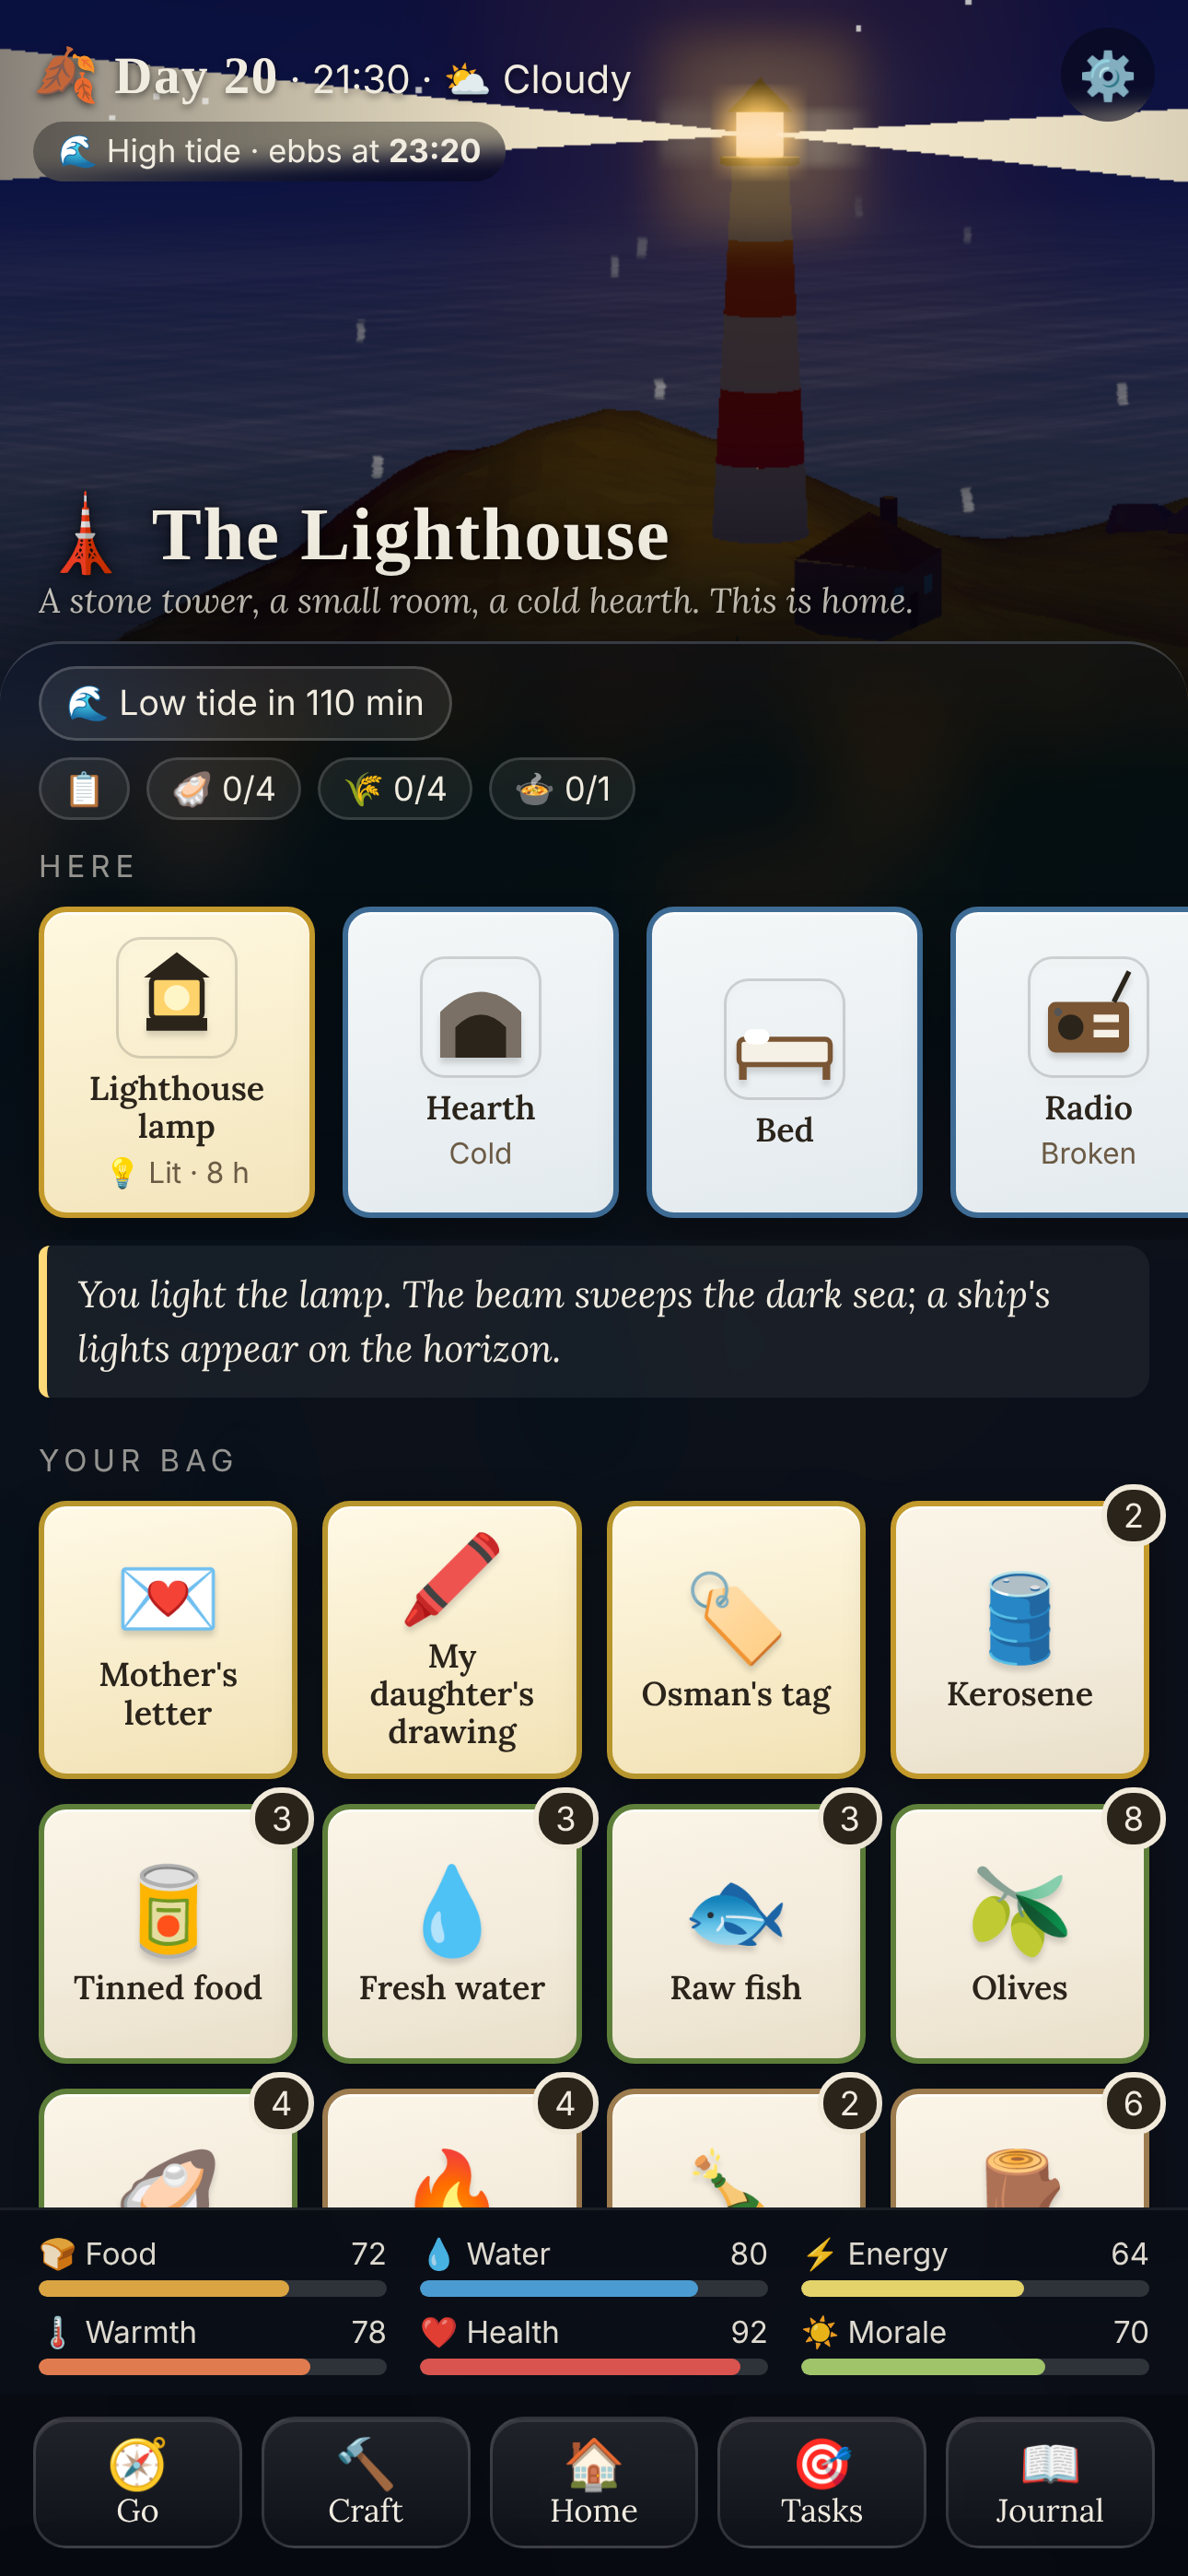 Day 20 · 21:30 · Cloudy
High tide · ebbs at 23:20
The Lighthouse
A stone tower, a small room, a cold hearth. This is home.
Low tide in 110 min
0/4 0/4 0/1
HERE
Lighthouse
lamp
Lit · 8 h
Hearth
Cold
Bed
Radio
Broken
You light the lamp. The beam sweeps the dark sea; a ship's
lights appear on the horizon.
YOUR BAG
Mother's
letter
My
daughter's
drawing
Osman's tag
2
Kerosene
3
Tinned food
3
Fresh water
3
Raw fish
8
Olives
4
4
2
6
Food 72
Water 80
Energy 64
Warmth 78
Health 92
Morale 70
Go
Craft
Home
Tasks
Journal